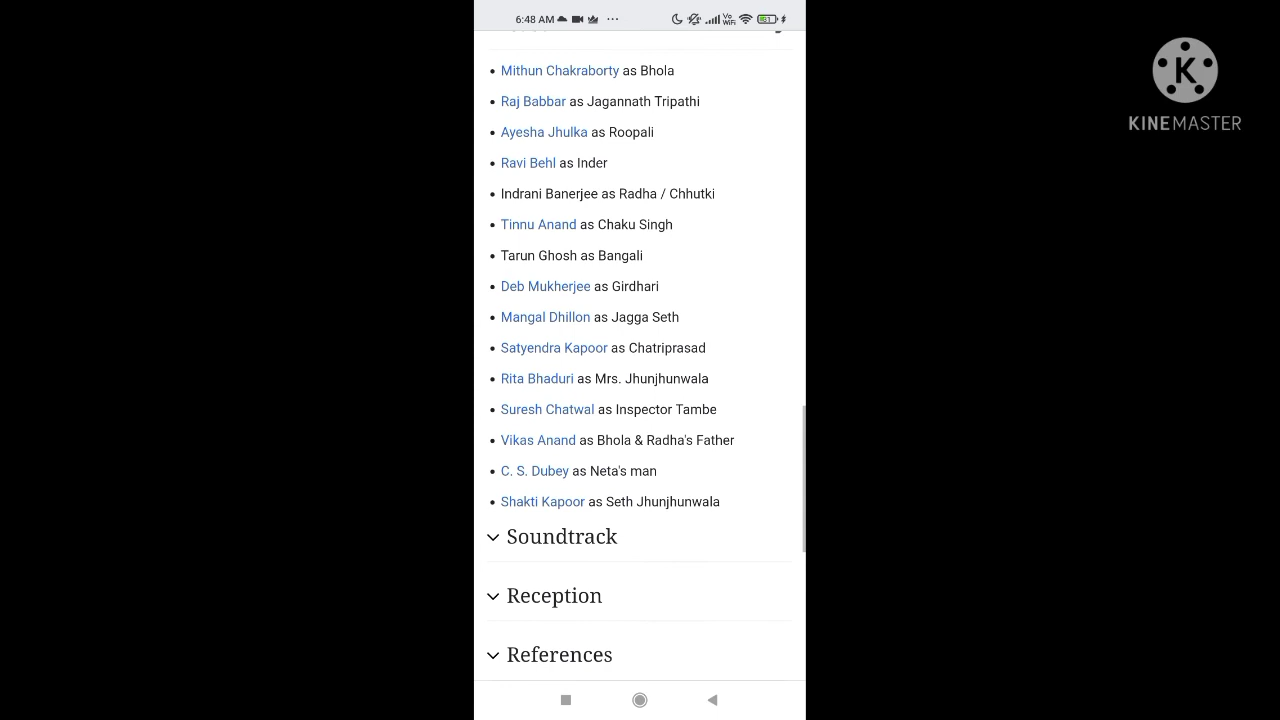 6:48 AM
Vo
WiFi
81
Mithun Chakraborty as Bhola
Raj Babbar as Jagannath Tripathi
Ayesha Jhulka as Roopali
Ravi Behl as Inder
Indrani Banerjee as Radha / Chhutki
Tinnu Anand as Chaku Singh
Tarun Ghosh as Bangali
Deb Mukherjee as Girdhari
Mangal Dhillon as Jagga Seth
Satyendra Kapoor as Chatriprasad
Rita Bhaduri as Mrs. Jhunjhunwala
Suresh Chatwal as Inspector Tambe
Vikas Anand as Bhola & Radha's Father
C. S. Dubey as Neta's man
Shakti Kapoor as Seth Jhunjhunwala
Soundtrack
Reception
References
K
KINEMASTER